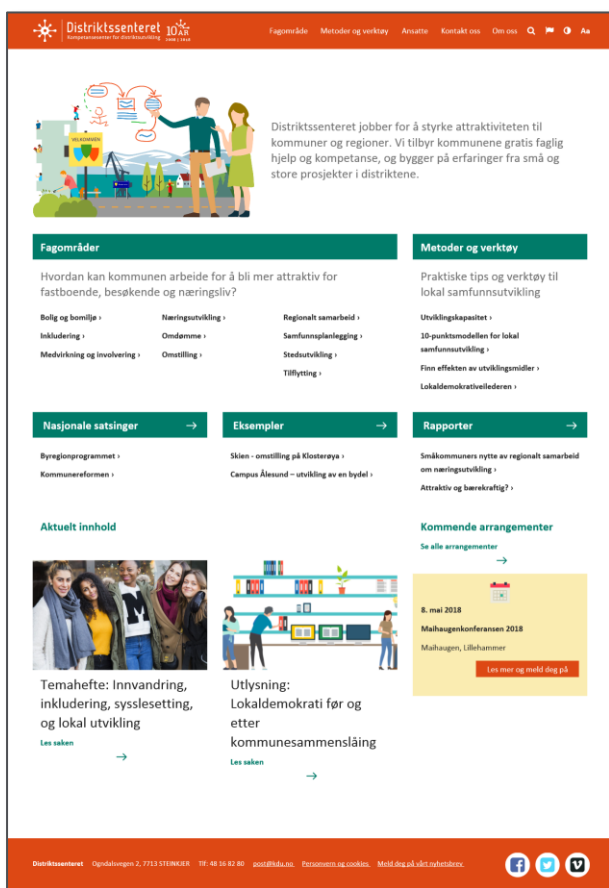 Distriktssenteret 10 ÅR
Kompetansesenter for distriktsutvikling 2008 | 2018
Fagområde Metoder og verktøy Ansatte Kontakt oss Om oss Aa
VELKOMMEN
Distriktssenteret jobber for å styrke attraktiviteten til
kommuner og regioner. Vi tilbyr kommunene gratis faglig
hjelp og kompetanse, og bygger på erfaringer fra små og
store prosjekter i distriktene.
Fagområder
Hvordan kan kommunen arbeide for å bli mer attraktiv for
fastboende, besøkende og næringsliv?
Bolig og bomiljø ›
Inkludering ›
Medvirkning og involvering ›
Næringsutvikling ›
Omdømme ›
Omstilling ›
Regionalt samarbeid ›
Samfunnsplanlegging ›
Stedsutvikling ›
Tilflytting ›
Metoder og verktøy
Praktiske tips og verktøy til
lokal samfunnsutvikling
Utviklingskapasitet ›
10-punktsmodellen for lokal
samfunnsutvikling ›
Finn effekten av utviklingsmidler ›
Lokaldemokrativeilederen ›
Nasjonale satsinger →
Byregionprogrammet ›
Kommunereformen ›
Eksempler →
Skien - omstilling på Klosterøya ›
Campus Ålesund – utvikling av en bydel ›
Rapporter →
Småkommuners nytte av regionalt samarbeid
om næringsutvikling ›
Attraktiv og bærekraftig? ›
Aktuelt innhold
M
Temahefte: Innvandring,
inkludering, sysslesetting,
og lokal utvikling
Les saken
→
Utlysning:
Lokaldemokrati før og
etter
kommunesammenslåing
Les saken
→
Kommende arrangementer
Se alle arrangementer
→
8. mai 2018
Maihaugenkonferansen 2018
Maihaugen, Lillehammer
Les mer og meld deg på
Distriktssenteret Ogndalsvegen 2, 7713 STEINKJER Tlf: 48 16 82 80 post@kdu.no Personvern og cookies Meld deg på vårt nyhetsbrev